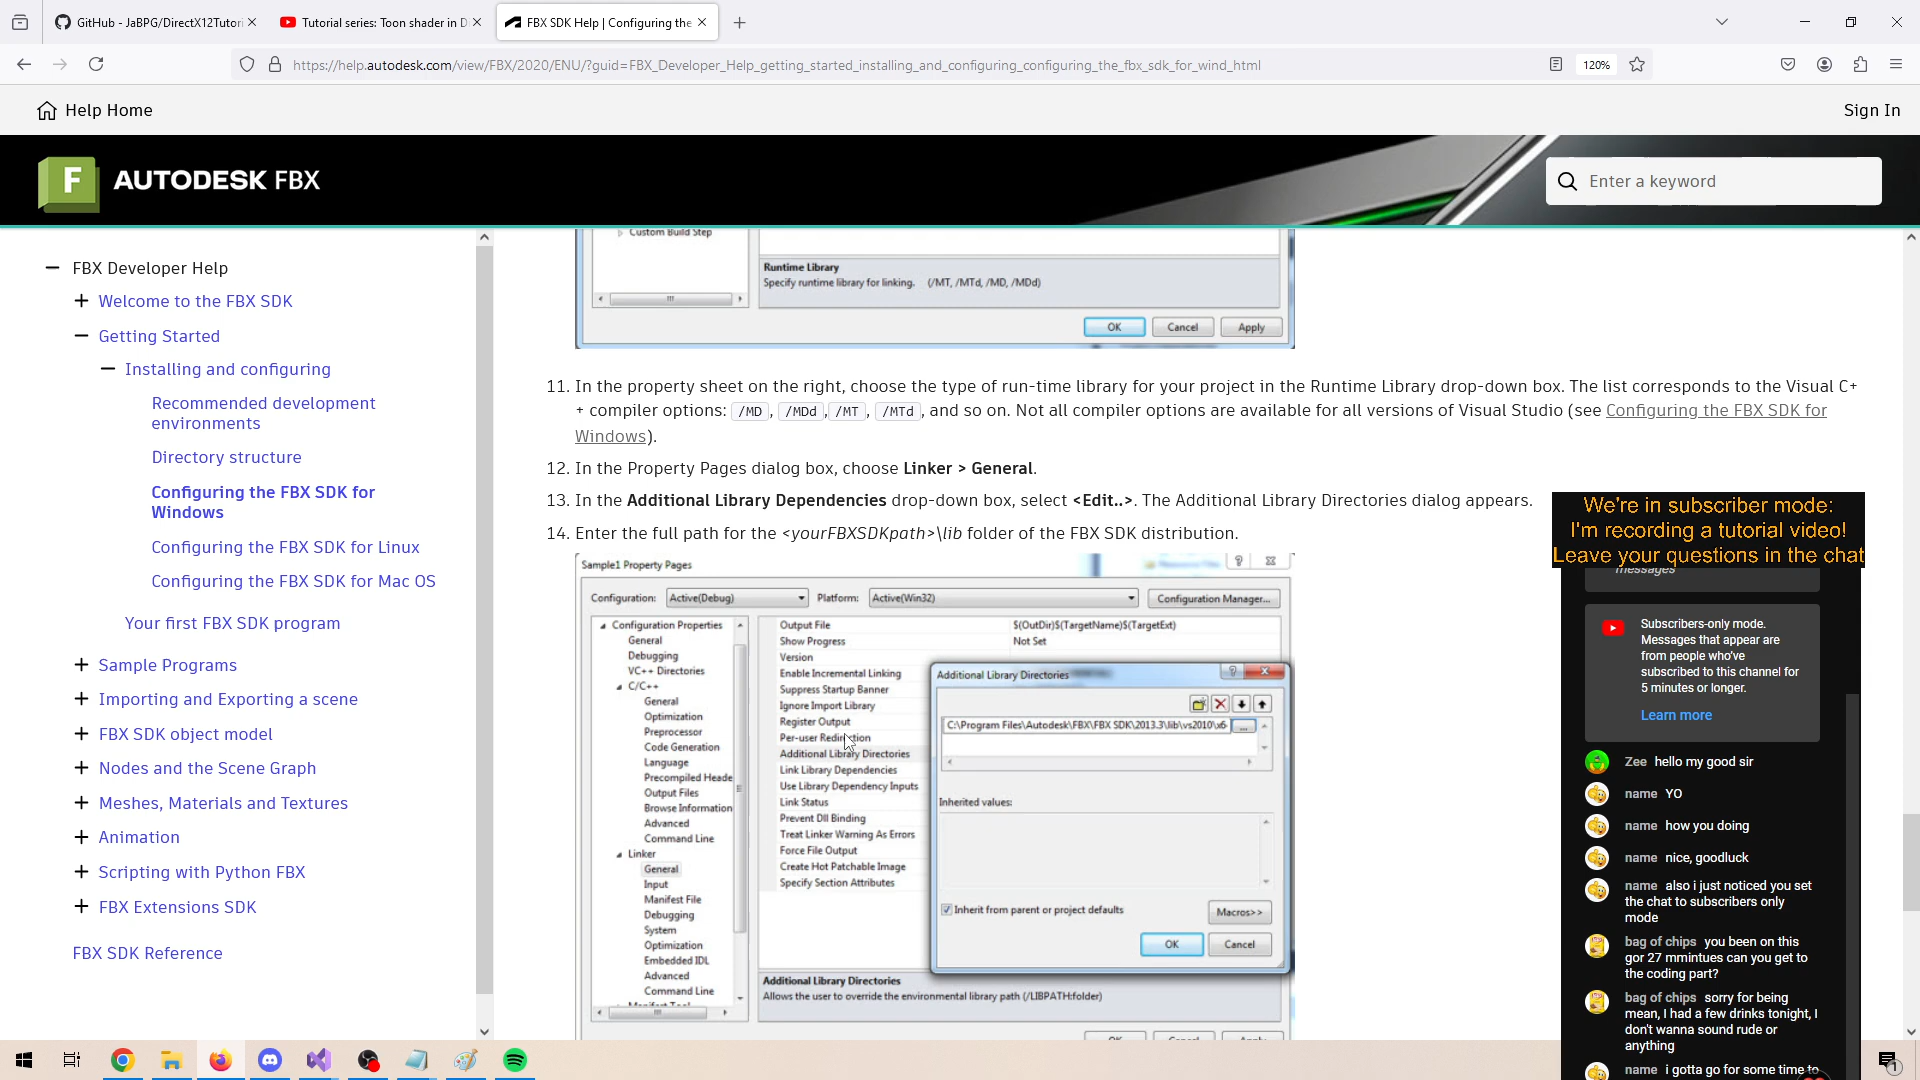 GitHub - JaBPG/DirectX12Tutori
Tutorial series: Toon shader in D
FBX SDK Help | Configuring the
https://help.autodesk.com/view/FBX/2020/ENU/?guid=FBX_Developer_Help_getting_started_installing_and_configuring_configuring_the_fbx_sdk_for_wind_html
120%
Help Home
Sign In
F
AUTODESK FBX
Enter a keyword
FBX Developer Help
Welcome to the FBX SDK
Getting Started
Installing and configuring
Recommended development
environments
Directory structure
Configuring the FBX SDK for
Windows
Configuring the FBX SDK for Linux
Configuring the FBX SDK for Mac OS
Your first FBX SDK program
Sample Programs
Importing and Exporting a scene
FBX SDK object model
Nodes and the Scene Graph
Meshes, Materials and Textures
Animation
Scripting with Python FBX
FBX Extensions SDK
FBX SDK Reference
Custom Build Step
Runtime Library
Specify runtime library for linking. (/MT, /MTd, /MD, /MDd)
OK Cancel Apply
11. In the property sheet on the right, choose the type of run-time library for your project in the Runtime Library drop-down box. The list corresponds to the Visual C+
+ compiler options: /MD, /MDd, /MT, /MTd, and so on. Not all compiler options are available for all versions of Visual Studio (see Configuring the FBX SDK for
Windows).
12. In the Property Pages dialog box, choose Linker > General.
13. In the Additional Library Dependencies drop-down box, select <Edit..>. The Additional Library Directories dialog appears.
14. Enter the full path for the <yourFBXSDKpath>\lib folder of the FBX SDK distribution.
Sample1 Property Pages
Configuration: Active(Debug) Platform: Active(Win32) Configuration Manager...
Configuration Properties
General
Debugging
VC++ Directories
C/C++
General
Optimization
Preprocessor
Code Generation
Language
Precompiled Heade
Output Files
Browse Information
Advanced
Command Line
Linker
General
Input
Manifest File
Debugging
System
Optimization
Embedded IDL
Advanced
Command Line
Manifest Tool
Output File $(OutDir)$(TargetName)$(TargetExt)
Show Progress Not Set
Version
Enable Incremental Linking
Suppress Startup Banner
Ignore Import Library
Register Output
Per-user Redirection
Additional Library Directories
Link Library Dependencies
Use Library Dependency Inputs
Link Status
Prevent Dll Binding
Treat Linker Warning As Errors
Force File Output
Create Hot Patchable Image
Specify Section Attributes
Additional Library Directories
C:\Program Files\Autodesk\FBX\FBX SDK\2013.3\lib\vs2010\x6
...
Inherited values:
Inherit from parent or project defaults
Macros>>
OK Cancel
Additional Library Directories
Allows the user to override the environmental library path (/LIBPATH:folder)
OK Cancel Apply
We're in subscriber mode:
I'm recording a tutorial video!
Leave your questions in the chat
messages
Subscribers-only mode.
Messages that appear are
from people who've
subscribed to this channel for
5 minutes or longer.
Learn more
Zee hello my good sir
name YO
name how you doing
name nice, goodluck
name also i just noticed you set
the chat to subscribers only
mode
bag of chips you been on this
gor 27 mmintues can you get to
the coding part?
bag of chips sorry for being
mean, I had a few drinks tonight, I
don't wanna sound rude or
anything
name i gotta go for some time to
1